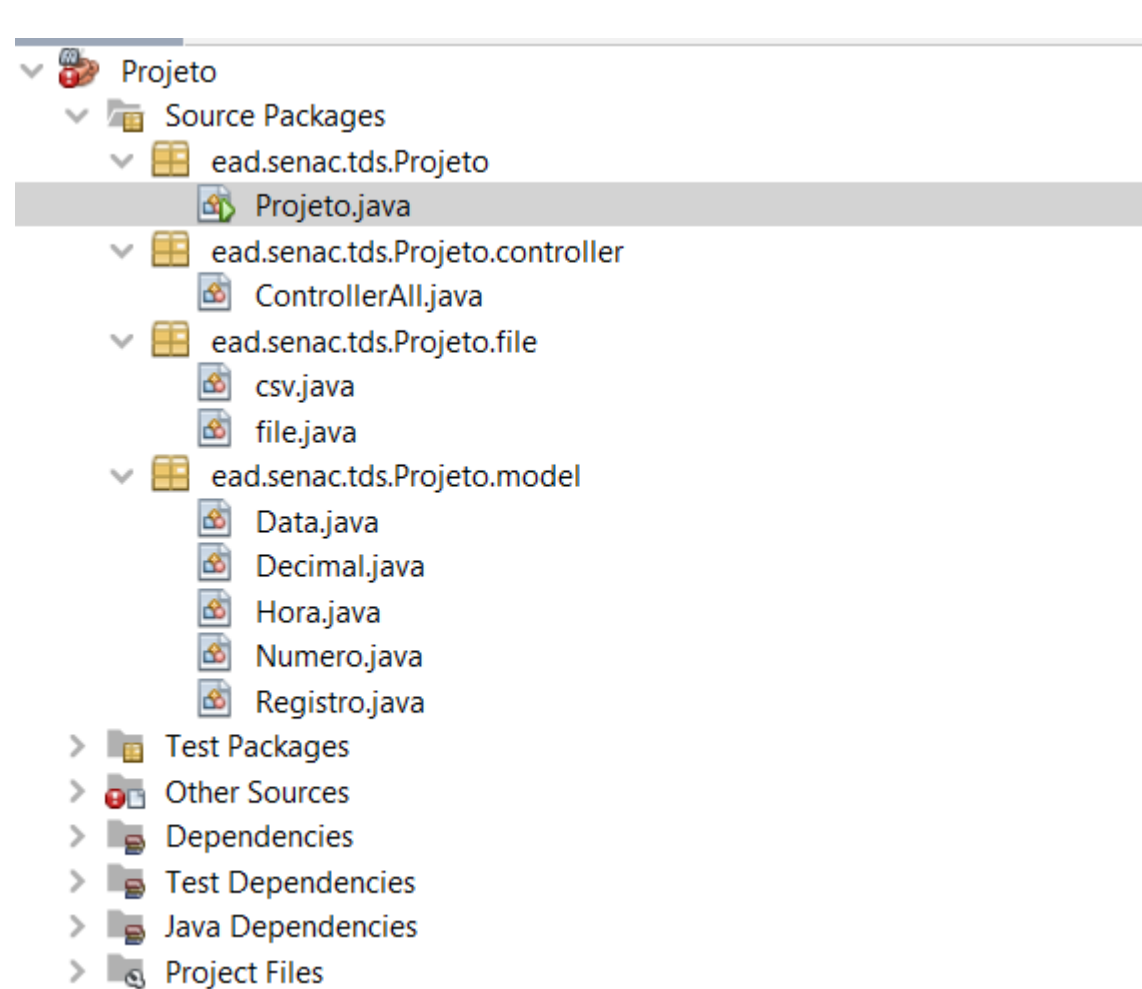 Projeto
Source Packages
ead.senac.tds.Projeto
Projeto.java
ead.senac.tds.Projeto.controller
ControllerAll.java
ead.senac.tds.Projeto.file
csv.java
file.java
ead.senac.tds.Projeto.model
Data.java
Decimal.java
Hora.java
Numero.java
Registro.java
Test Packages
Other Sources
Dependencies
Test Dependencies
Java Dependencies
Project Files